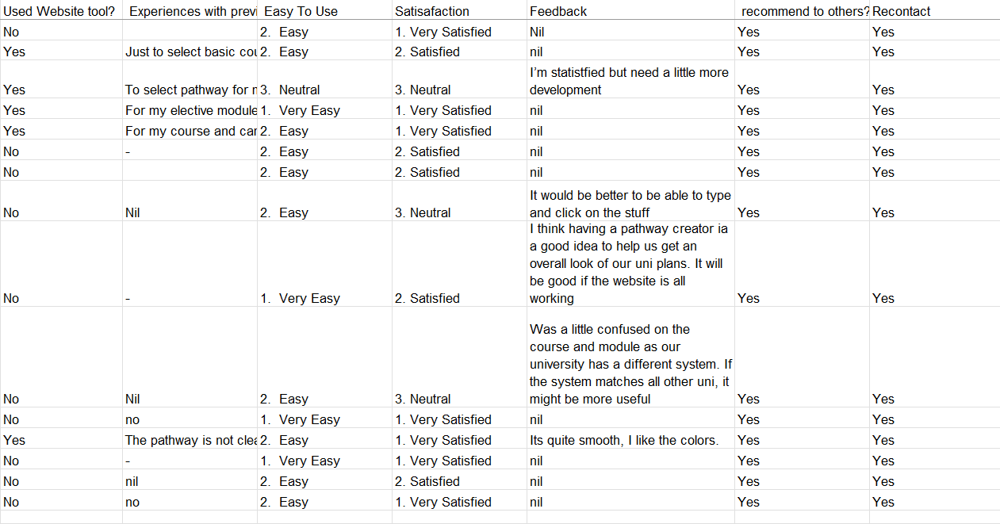 Used Website tool? Experiences with previ Easy To Use Satisafaction Feedback recommend to others? Recontact
No 2. Easy 1. Very Satisfied Nil Yes Yes
Yes Just to select basic cou 2. Easy 2. Satisfied nil Yes Yes
I'm statistfied but need a little more
Yes To select pathway for m 3. Neutral 3. Neutral development Yes Yes
Yes For my elective module 1. Very Easy 1. Very Satisfied nil Yes Yes
Yes For my course and car 2. Easy 1. Very Satisfied nil Yes Yes
No - 2. Easy 2. Satisfied nil Yes Yes
No 2. Easy 2. Satisfied nil Yes Yes
It would be better to be able to type
No Nil 2. Easy 3. Neutral and click on the stuff Yes Yes
I think having a pathway creator ia
a good idea to help us get an
overall look of our uni plans. It will
be good if the website is all
No - 1. Very Easy 2. Satisfied working Yes Yes
Was a little confused on the
course and module as our
university has a different system. If
the system matches all other uni, it
No Nil 2. Easy 3. Neutral might be more useful Yes Yes
No no 1. Very Easy 1. Very Satisfied nil Yes Yes
Yes The pathway is not clea 2. Easy 1. Very Satisfied Its quite smooth, I like the colors. Yes Yes
No - 1. Very Easy 1. Very Satisfied nil Yes Yes
No nil 2. Easy 2. Satisfied nil Yes Yes
No no 2. Easy 1. Very Satisfied nil Yes Yes